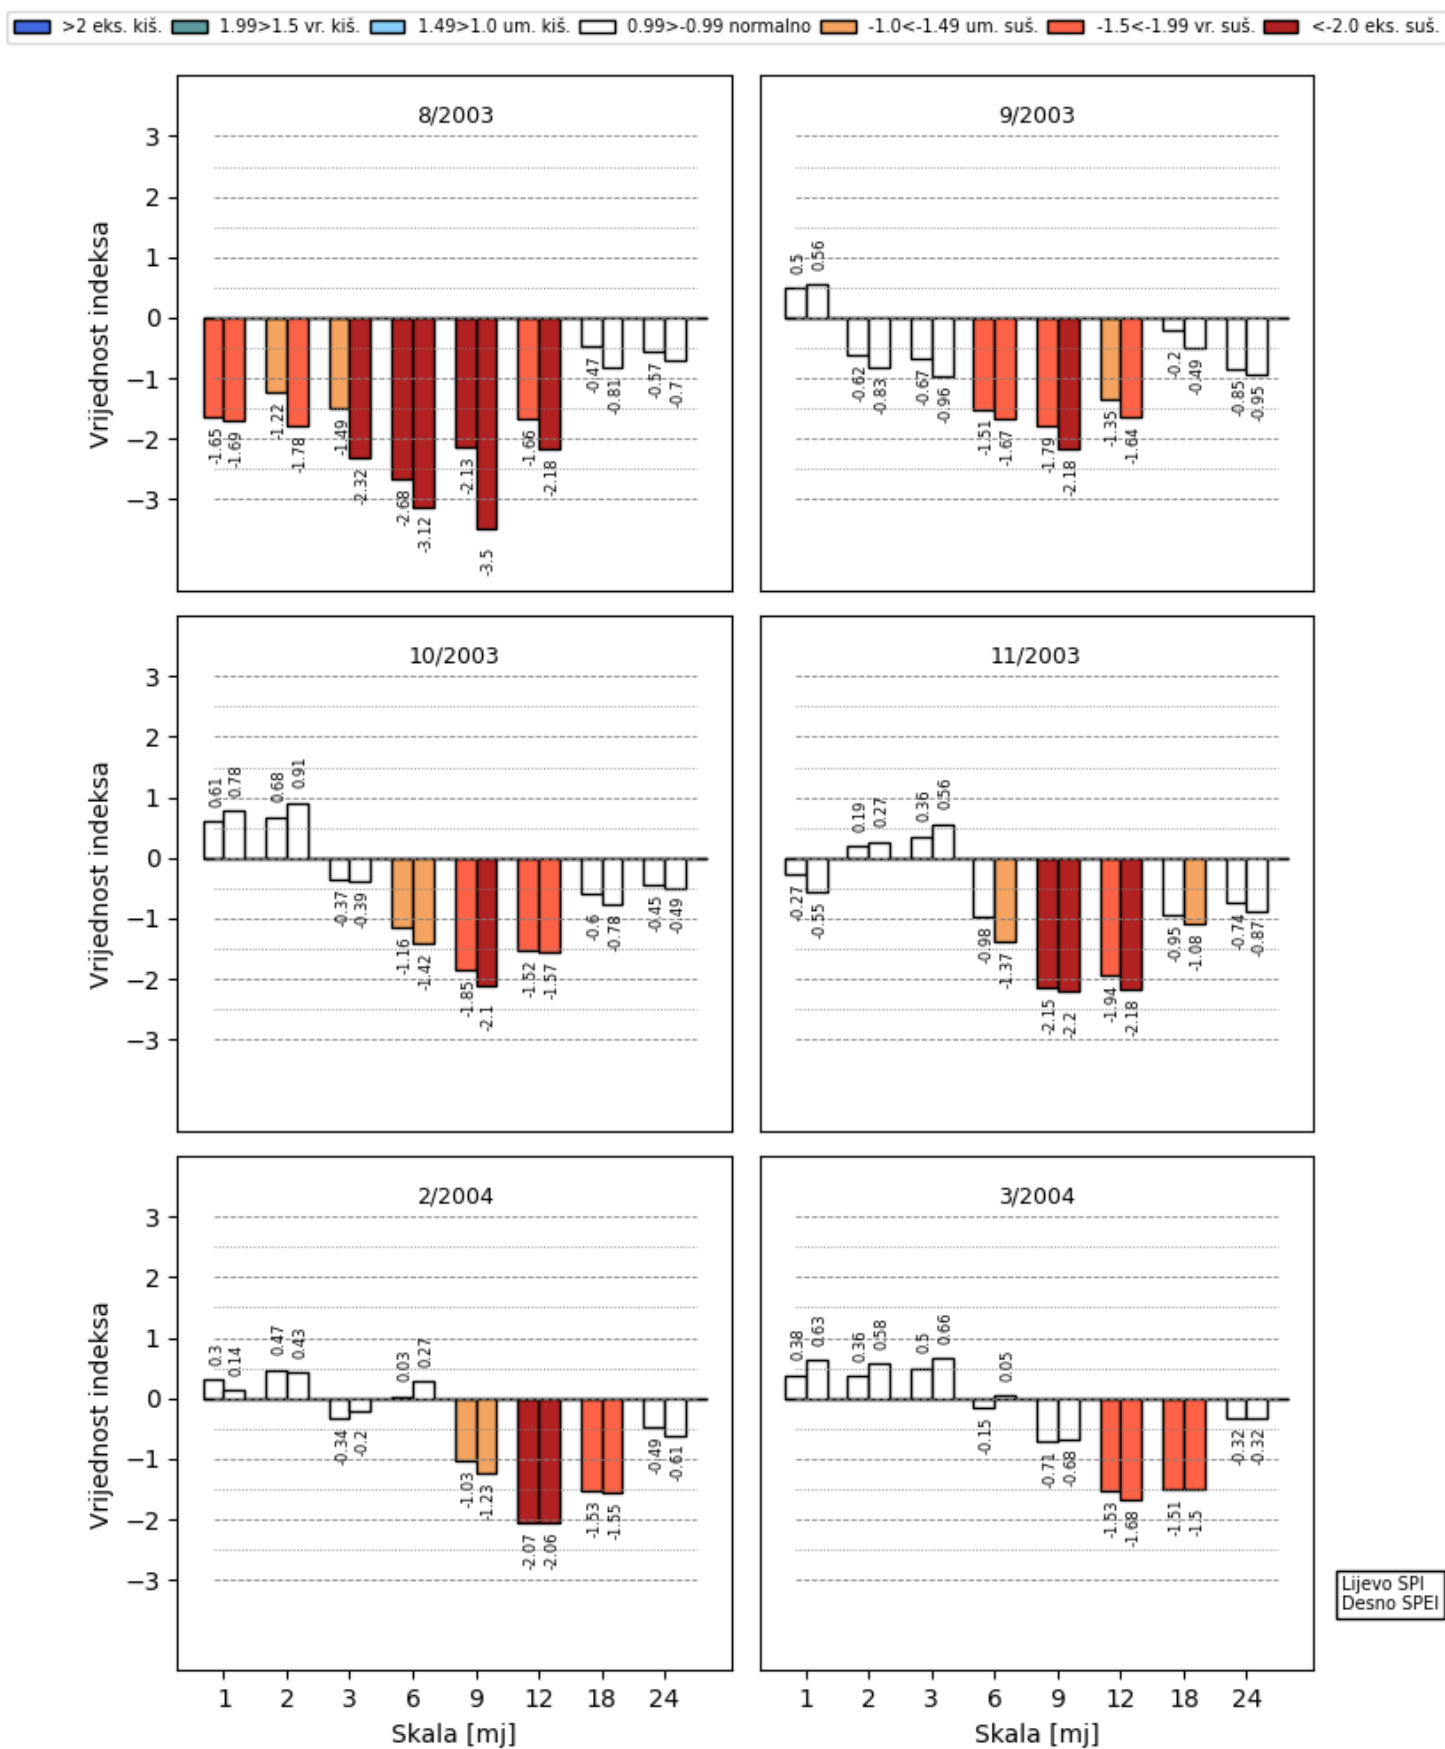 >2 eks. kiš. 1.99>1.5 vr. kiš. 1.49>1.0 um. kiš. 0.99>-0.99 normalno -1.0<-1.49 um. suš. -1.5<-1.99 vr. suš. <-2.0 eks. suš.
8/2003
Vrijednost indeksa
3
2
1
0
−1
−2
−3
-1.65 -1.69 -1.22 -1.78 -1.49 -2.32 -2.68 -3.12 -2.13 -3.5 -1.66 -2.18 -0.47 -0.81 -0.57 -0.7
9/2003
0.5 0.56 -0.62 -0.83 -0.67 -0.96 -1.51 -1.67 -1.79 -2.18 -1.35 -1.64 -0.2 -0.49 -0.85 -0.95
10/2003
Vrijednost indeksa
3
2
1
0
−1
−2
−3
0.61 0.78 0.68 0.91 -0.37 -0.39 -1.16 -1.42 -1.85 -2.1 -1.52 -1.57 -0.6 -0.78 -0.45 -0.49
11/2003
-0.27 -0.55 0.19 0.27 0.36 0.56 -0.98 -1.37 -2.15 -2.2 -1.94 -2.18 -0.95 -1.08 -0.74 -0.87
2/2004
Vrijednost indeksa
3
2
1
0
−1
−2
−3
0.3 0.14 0.47 0.43 -0.34 -0.2 0.03 0.27 -1.03 -1.23 -2.07 -2.06 -1.53 -1.55 -0.49 -0.61
1 2 3 6 9 12 18 24
Skala [mj]
3/2004
0.38 0.63 0.36 0.58 0.5 0.66 -0.15 0.05 -0.71 -0.68 -1.53 -1.68 -1.51 -1.5 -0.32 -0.32
1 2 3 6 9 12 18 24
Skala [mj]
Lijevo SPI
Desno SPEI